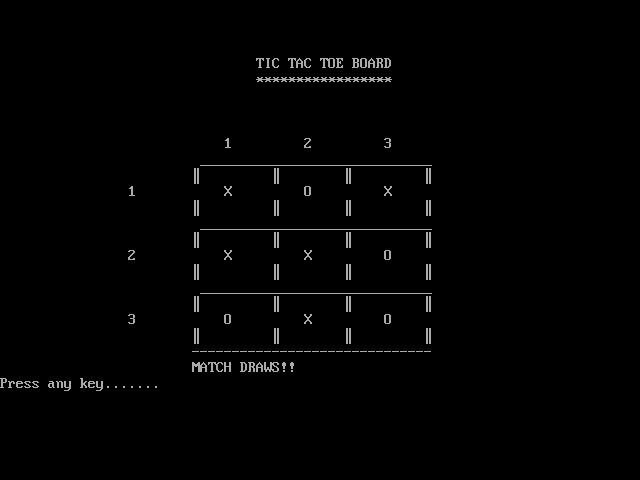 TIC TAC TOE BOARD
*****************
1 2 3
1 X O X
2 X X O
3 O X O
MATCH DRAWS!!
Press any key.......